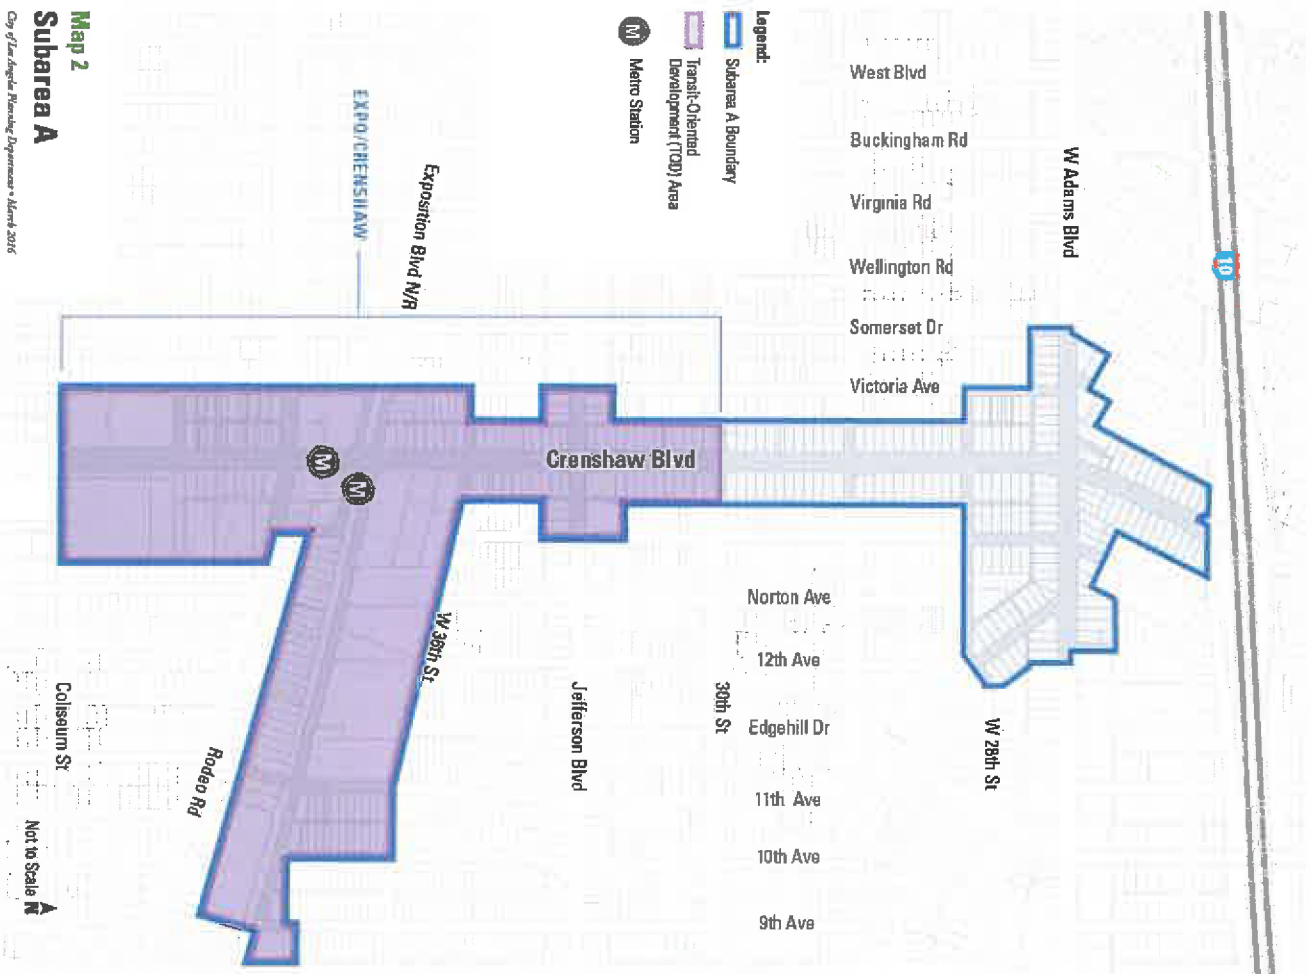 Map 2
Subarea A
City of Los Angeles Planning Department • March 2016
Legend:
Subarea A Boundary
Transit-Oriented
Development (TOD) Area
M Metro Station
EXPO/CRENSHAW
Exposition Blvd N/R
West Blvd
Buckingham Rd
Virginia Rd
Wellington Rd
Somerset Dr
Victoria Ave
W Adams Blvd
10
Crenshaw Blvd
M
M
Norton Ave
12th Ave
Edgehill Dr
11th Ave
10th Ave
9th Ave
W 28th St
30th St
Jefferson Blvd
W 36th St
Rodeo Rd
Coliseum St
Not to Scale N